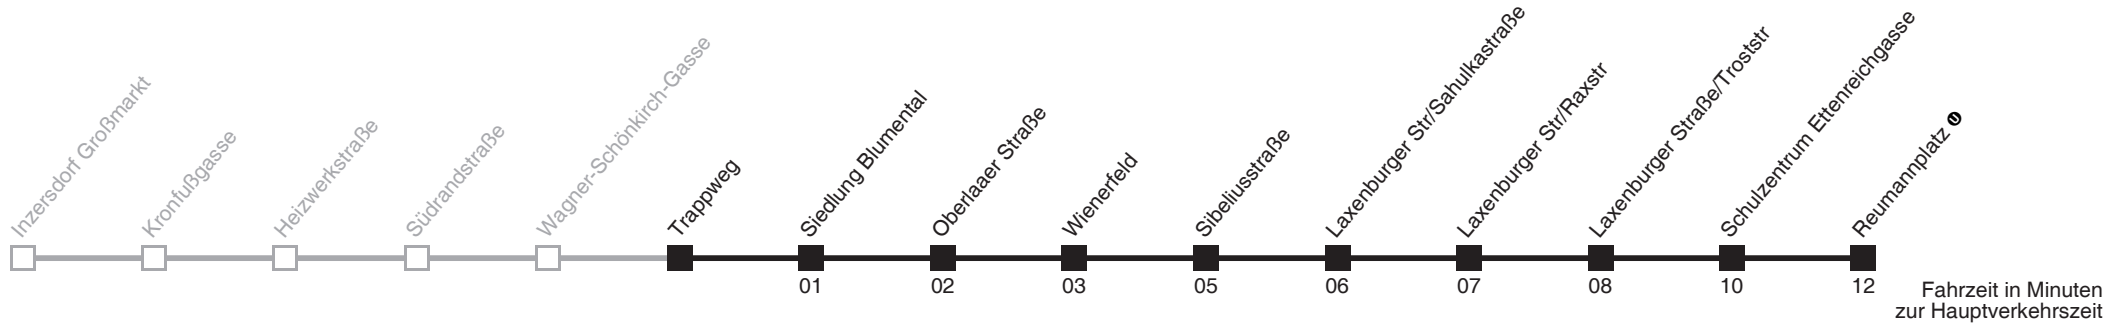 Inzersdorf Großmarkt
Kronfußgasse
Heizwerkstraße
Südrandstraße
Wagner-Schönkirch-Gasse
Trappweg
Siedlung Blumental
Oberlaaer Straße
Wienerfeld
Sibeliusstraße
Laxenburger Str/Sahulkastraße
Laxenburger Str/Raxstr
Laxenburger Straße/Troststr
Schulzentrum Ettenreichgasse
Reumannplatz U
01 02 03 05 06 07 08 10 12
Fahrzeit in Minuten
zur Hauptverkehrszeit